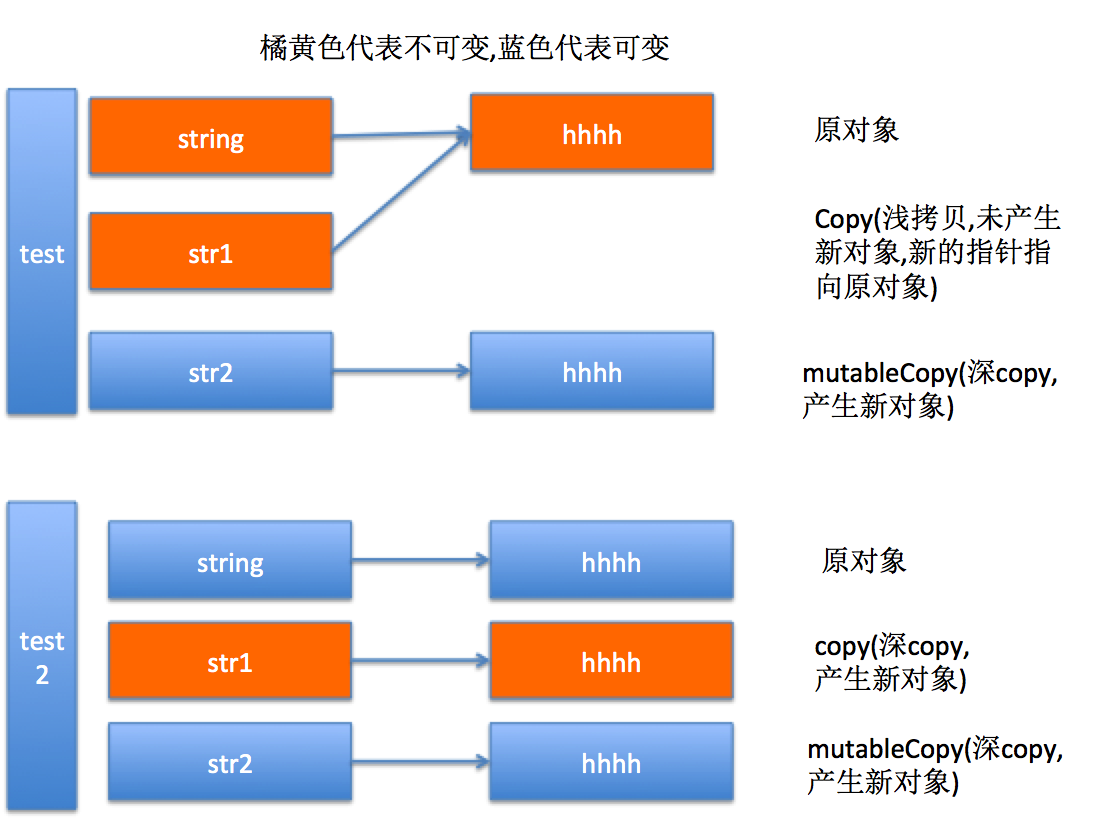 橘黄色代表不可变,蓝色代表可变
test
string
hhhh
原对象
str1
Copy(浅拷贝,未产生
新对象,新的指针指
向原对象)
str2
hhhh
mutableCopy(深copy,
产生新对象)
test
2
string
hhhh
原对象
str1
hhhh
copy(深copy,
产生新对象)
str2
hhhh
mutableCopy(深copy,
产生新对象)